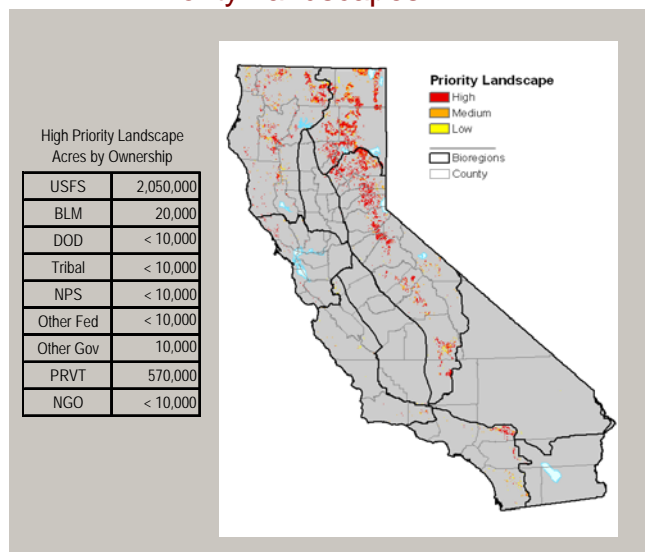 High Priority Landscape
Acres by Ownership
USFS 2,050,000
BLM 20,000
DOD < 10,000
Tribal < 10,000
NPS < 10,000
Other Fed < 10,000
Other Gov 10,000
PRVT 570,000
NGO < 10,000
Priority Landscape
High
Medium
Low
Bioregions
County